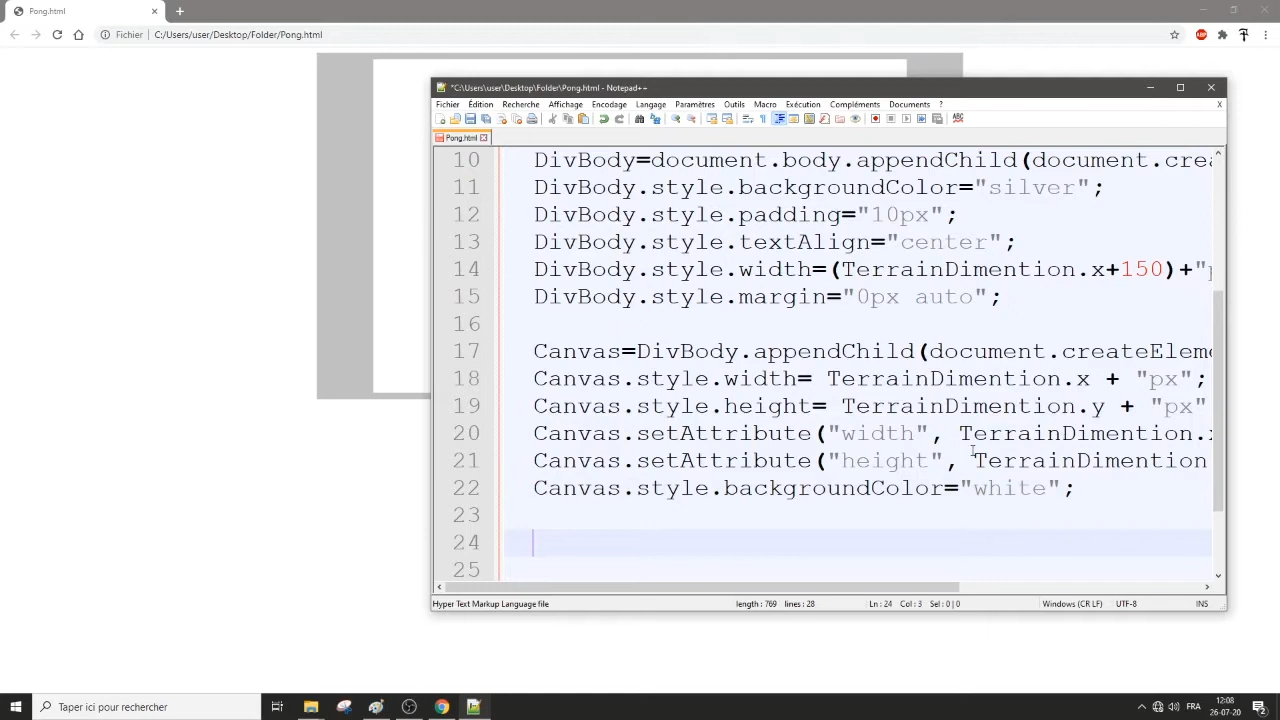 Pong.html
Fichier C:/Users/user/Desktop/Folder/Pong.html
ABP
*C:\Users\user\Desktop\Folder\Pong.html - Notepad++
Fichier Édition Recherche Affichage Encodage Langage Paramètres Outils Macro Exécution Compléments Documents ? X
Pong.html
10 DivBody=document.body.appendChild(document.crea
11 DivBody.style.backgroundColor="silver";
12 DivBody.style.padding="10px";
13 DivBody.style.textAlign="center";
14 DivBody.style.width=(TerrainDimention.x+150)+"p
15 DivBody.style.margin="0px auto";
16
17 Canvas=DivBody.appendChild(document.createEleme
18 Canvas.style.width= TerrainDimention.x + "px";
19 Canvas.style.height= TerrainDimention.y + "px"
20 Canvas.setAttribute("width", TerrainDimention.x
21 Canvas.setAttribute("height", TerrainDimention
22 Canvas.style.backgroundColor="white";
23
24
25
Hyper Text Markup Language file length : 769 lines : 28 Ln : 24 Col : 3 Sel : 0 | 0 Windows (CR LF) UTF-8 INS
Taper ici pour rechercher FRA 12:08
26-07-20 2